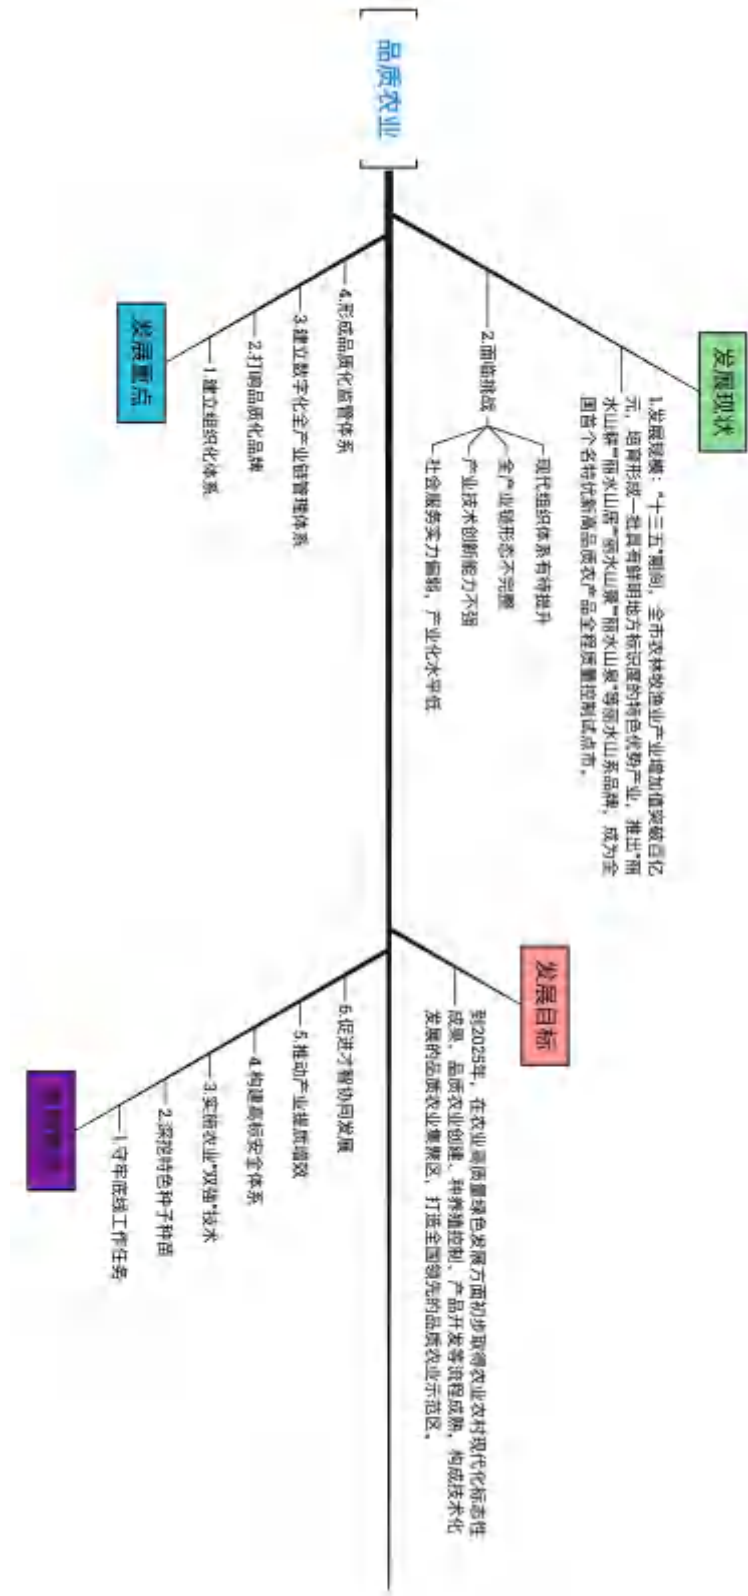 品质农业
发展现状
1.发展规模："十三五"期间，全市农林牧渔业产业增加值突破百亿
元，培育形成一批具有鲜明地方标识度的特色优势产业，推出"丽
水山耕""丽水山居""丽水山景""丽水山泉"等丽水山系品牌，成为全
国首个名特优新高品质农产品全程质量控制试点市。
2.面临挑战
现代组织体系有待提升
全产业链形态不完整
产业技术创新能力不强
社会服务实力偏弱，产业化水平低
发展目标
到2025年，在农业高质量绿色发展方面初步取得农业农村现代化标志性
成果，品质农业创建、种养殖控制、产品开发等流程成熟，构成技术化
发展的品质农业集聚区，打造全国领先的品质农业示范区。
4.形成品质化监管体系
3.建立数字化全产业链管理体系
2.打响品质化品牌
1.建立组织化体系
发展重点
6.促进才智协同发展
5.推动产业提质增效
4.构建高标安全体系
3.实施农业"双强"技术
2.深挖特色种子种苗
1.守牢底线工作任务